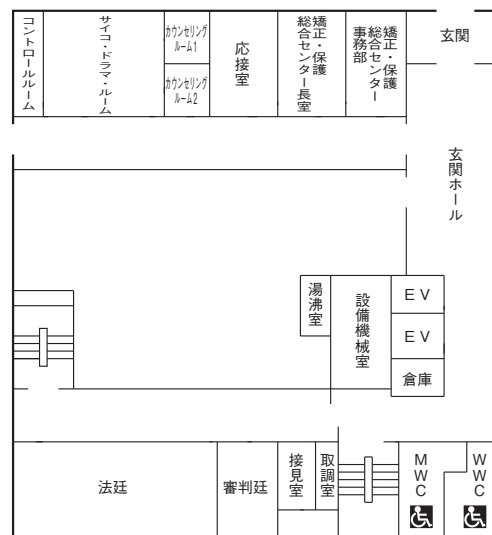 コントロールルーム
サイコ・ドラマ・ルーム
カウンセリング
ルーム1
カウンセリング
ルーム2
応接室
矯正・保護
総合センター長室
矯正・保護
総合センター
事務部
玄関
玄関ホール
湯沸室
設備機械室
EV
EV
倉庫
法廷
審判廷
接見室
取調室
MWC
WWC